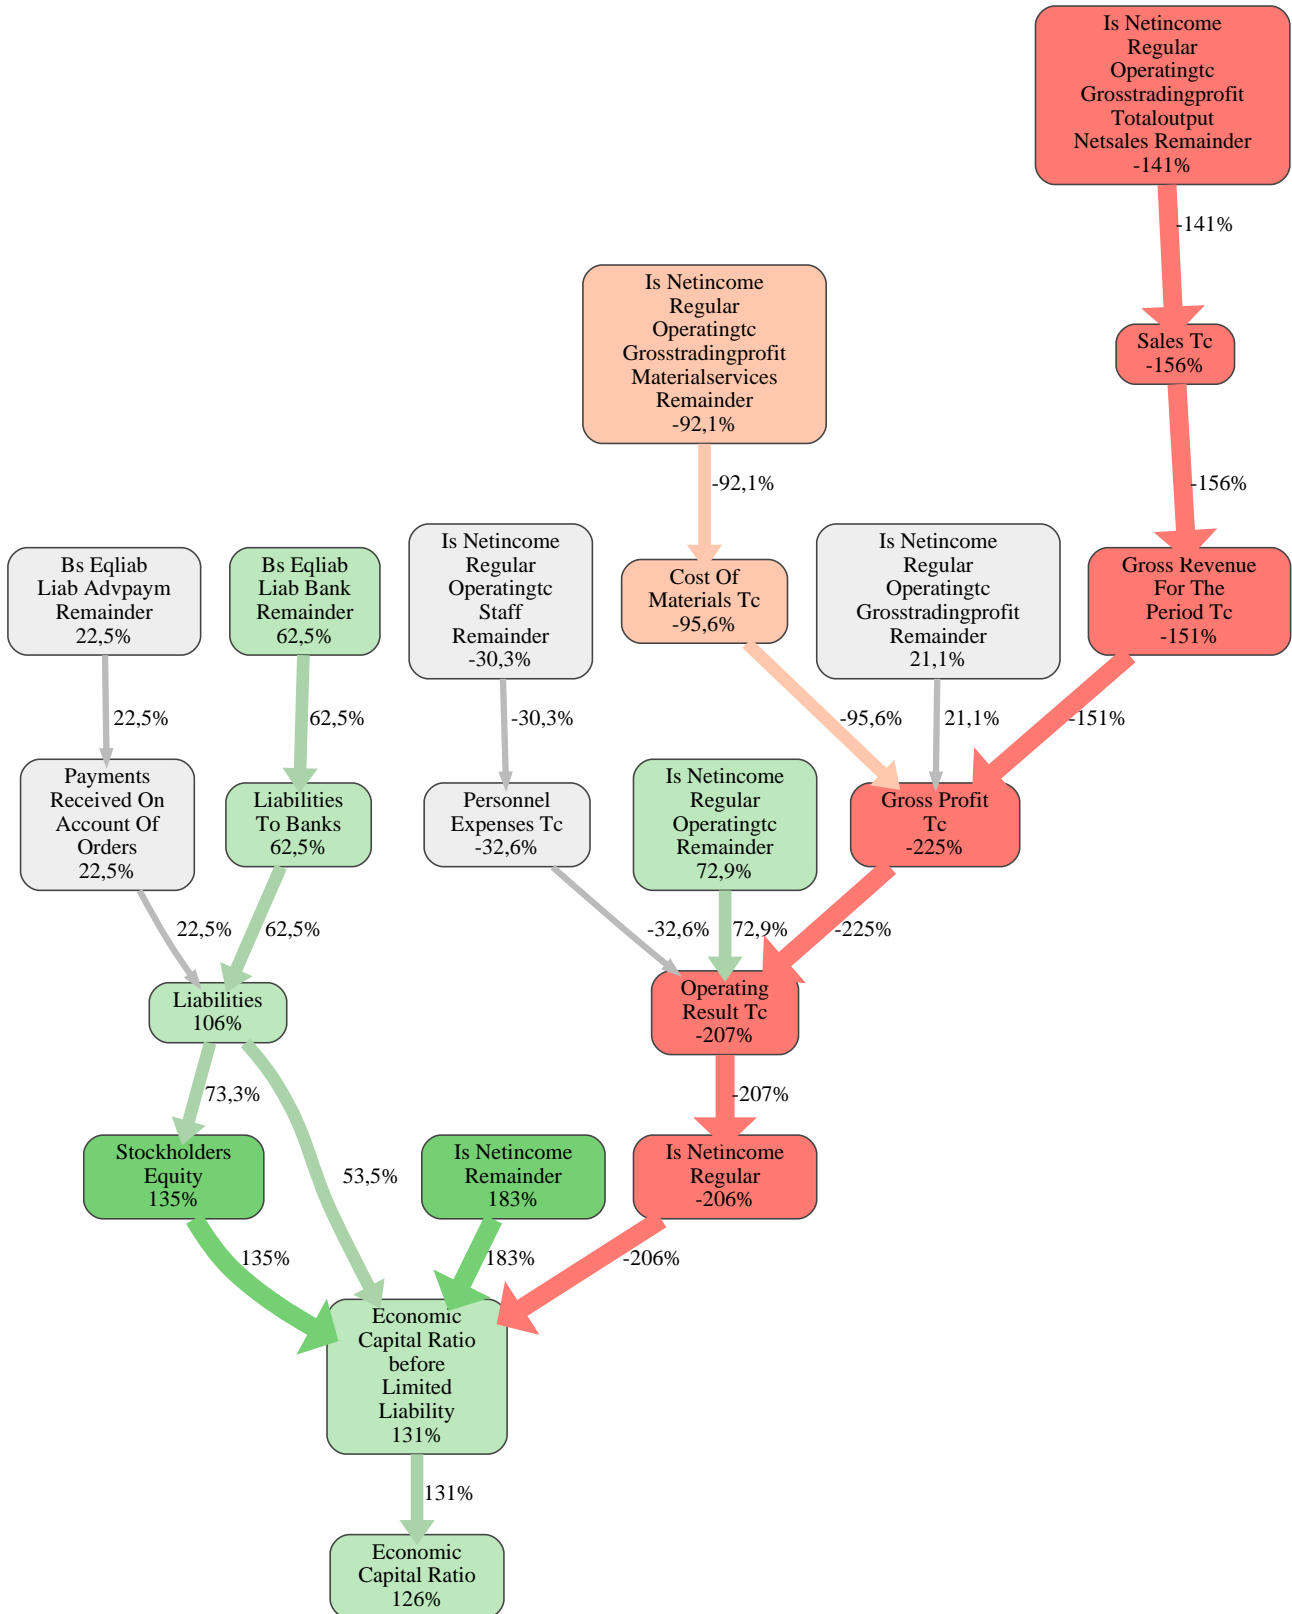 Is Netincome
Regular
Operatingtc
Grosstradingprofit
Totaloutput
Netsales Remainder
-141%
-141%
Is Netincome
Regular
Operatingtc
Grosstradingprofit
Materialservices
Remainder
-92,1%
Sales Tc
-156%
-92,1%
-156%
Bs Eqliab
Liab Advpaym
Remainder
22,5%
Bs Eqliab
Liab Bank
Remainder
62,5%
Is Netincome
Regular
Operatingtc
Staff
Remainder
-30,3%
Cost Of
Materials Tc
-95,6%
Is Netincome
Regular
Operatingtc
Grosstradingprofit
Remainder
21,1%
Gross Revenue
For The
Period Tc
-151%
22,5%
62,5%
-30,3%
-95,6%
21,1%
-151%
Payments
Received On
Account Of
Orders
22,5%
Liabilities
To Banks
62,5%
Personnel
Expenses Tc
-32,6%
Is Netincome
Regular
Operatingtc
Remainder
72,9%
Gross Profit
Tc
-225%
22,5%
62,5%
-32,6%
72,9%
-225%
Liabilities
106%
Operating
Result Tc
-207%
73,3%
-207%
Stockholders
Equity
135%
53,5%
Is Netincome
Remainder
183%
Is Netincome
Regular
-206%
135%
183%
-206%
Economic
Capital Ratio
before
Limited
Liability
131%
131%
Economic
Capital Ratio
126%